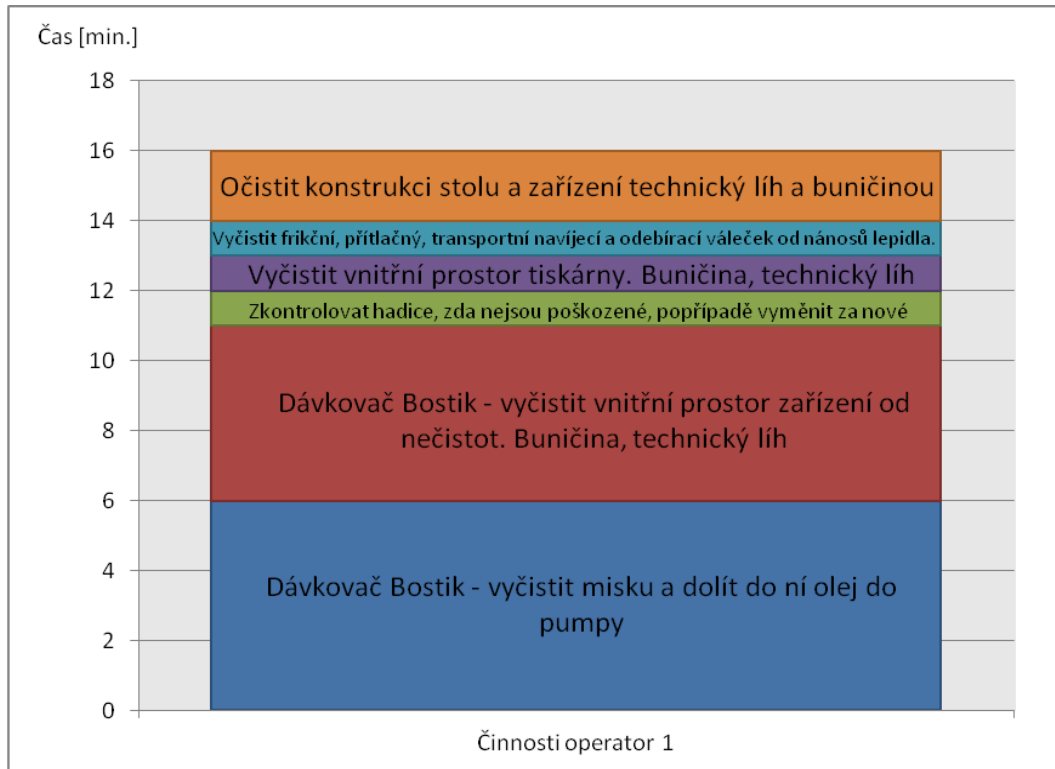 Čas [min.]
18
16
Očistit konstrukci stolu a zařízení technický líh a buničinou
14
Vyčistit frikční, přítlačný, transportní navíjecí a odebírací váleček od nánosů lepidla.
Vyčistit vnitřní prostor tiskárny. Buničina, technický líh
12
Zkontrolovat hadice, zda nejsou poškozené, popřípadě vyměnit za nové
10
Dávkovač Bostik - vyčistit vnitřní prostor zařízení od
8
nečistot. Buničina, technický líh
6
4
Dávkovač Bostik - vyčistit misku a dolít do ní olej do
pumpy
2
0
Činnosti operator 1